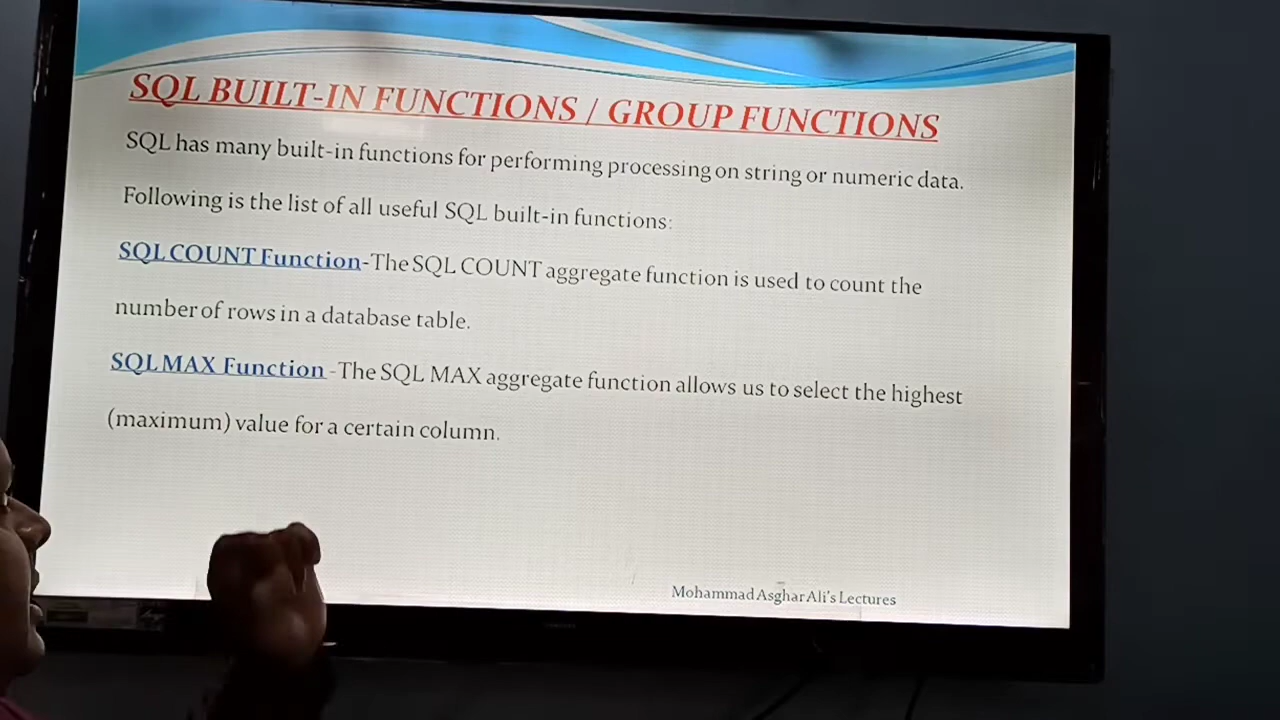 SQL BUILT-IN FUNCTIONS / GROUP FUNCTIONS
SQL has many built-in functions for performing processing on string or numeric data.
Following is the list of all useful SQL built-in functions:
SQL COUNT Function-The SQL COUNT aggregate function is used to count the
number of rows in a database table.
SQL MAX Function -The SQL MAX aggregate function allows us to select the highest
(maximum) value for a certain column.
Mohammad Asghar Ali's Lectures